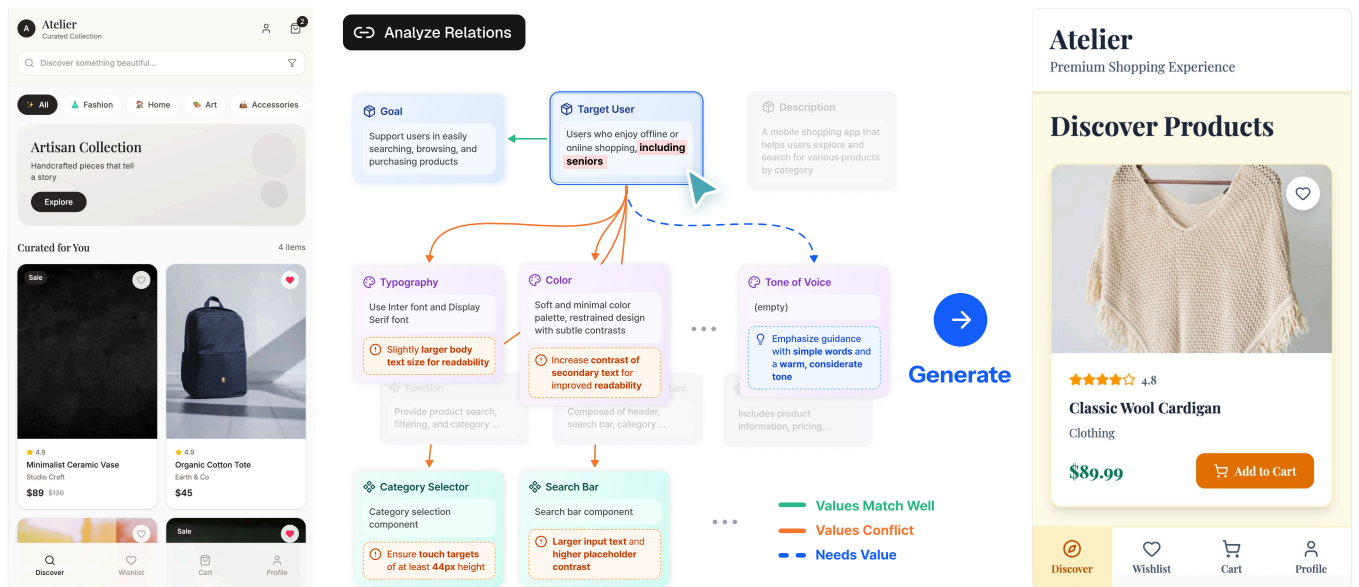 A
Atelier
Curated Collection
2
Discover something beautiful...
All
Fashion
Home
Art
Accessories
Artisan Collection
Handcrafted pieces that tell
a story
Explore
Curated for You
4 items
Sale
4.8
Minimalist Ceramic Vase
Studio Craft
$89 $120
4.9
Organic Cotton Tote
Earth & Co
$45
Sale
Discover
Wishlist
Cart
Profile
Analyze Relations
Goal
Support users in easily
searching, browsing, and
purchasing products
Target User
Users who enjoy offline or
online shopping, including
seniors
Description
A mobile shopping app that
helps users explore and
search for various products
by category
Typography
Use Inter font and Display
Serif font
Slightly larger body
text size for readability
Color
Soft and minimal color
palette, restrained design
with subtle contrasts
Increase contrast of
secondary text for
improved readability
Tone of Voice
(empty)
Emphasize guidance
with simple words and
a warm, considerate
tone
Function
Provide product search,
filtering, and category ...
Composed of header,
search bar, category ...
Includes product
information, pricing,...
Category Selector
Category selection
component
Ensure touch targets
of at least 44px height
Search Bar
Search bar component
Larger input text and
higher placeholder
contrast
Values Match Well
Values Conflict
Needs Value
Generate
Atelier
Premium Shopping Experience
Discover Products
4.8
Classic Wool Cardigan
Clothing
$89.99
Add to Cart
Discover
Wishlist
Cart
Profile